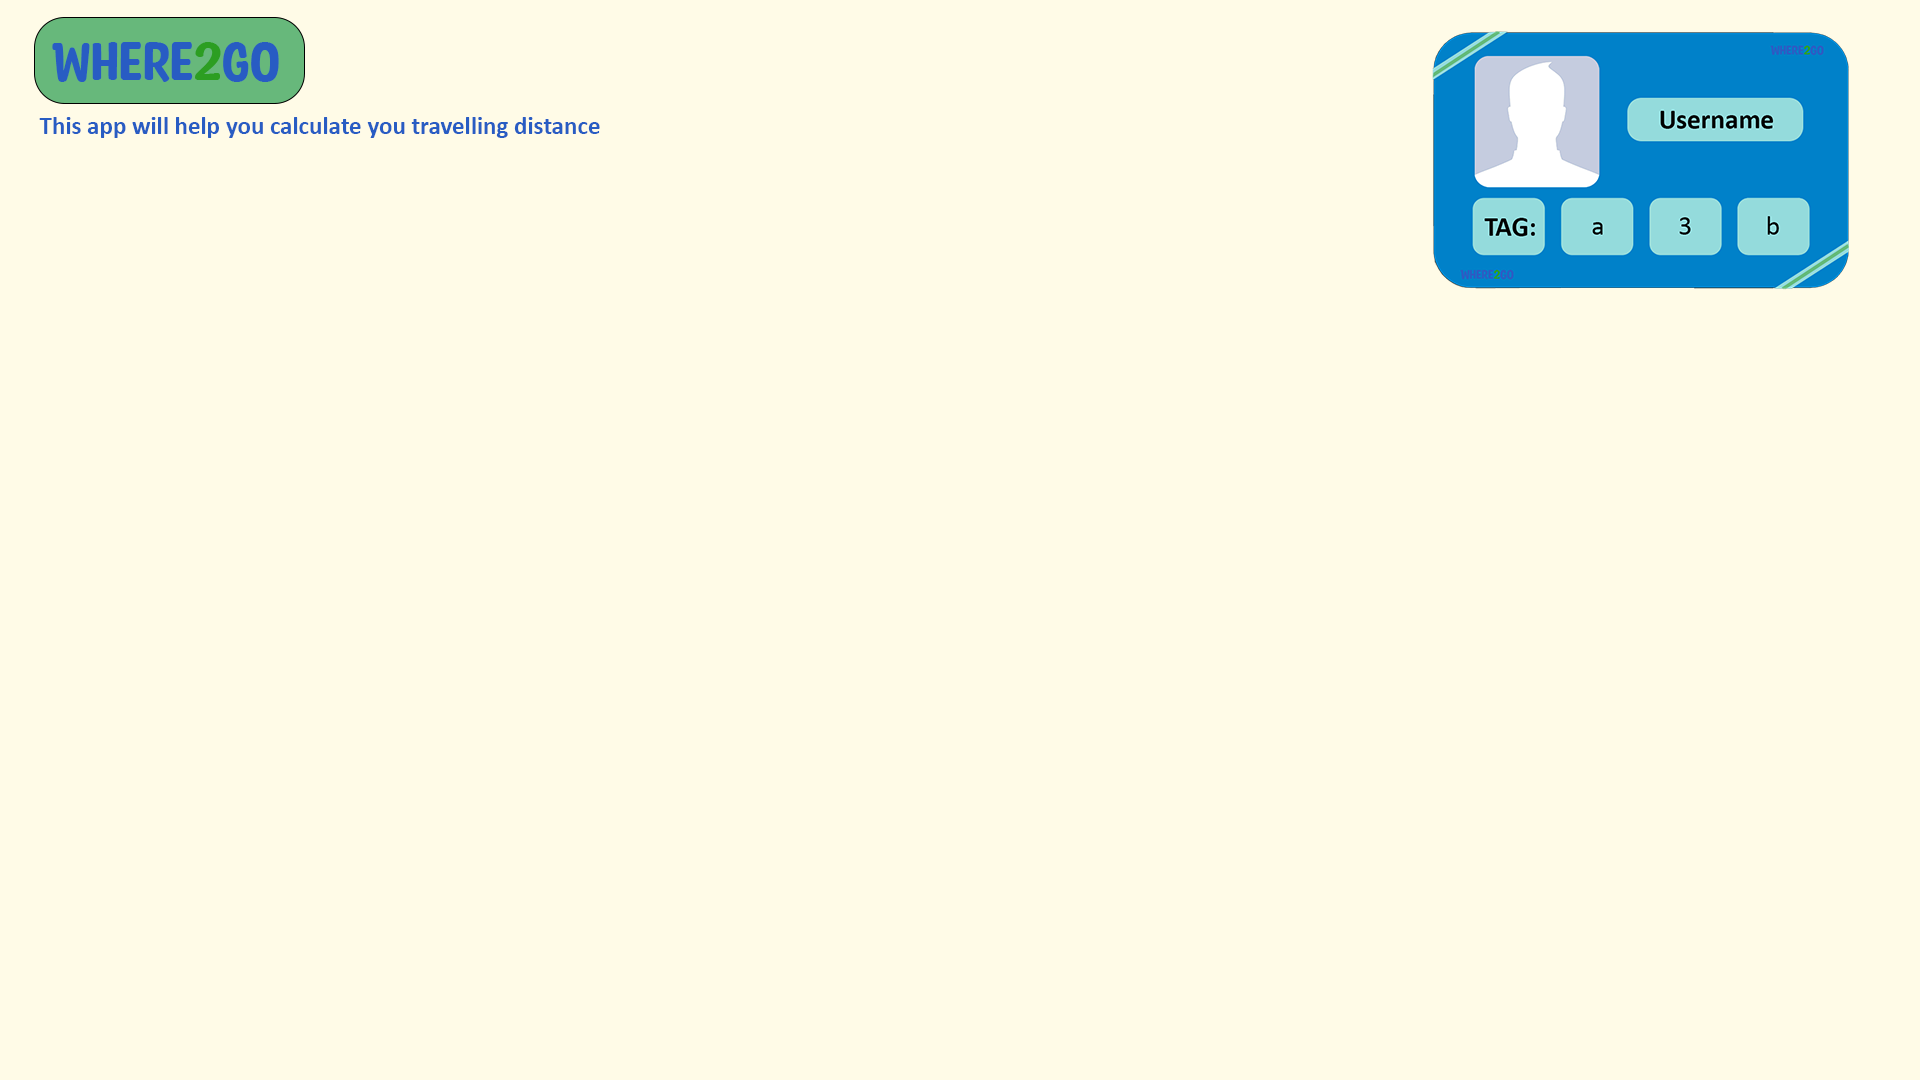 WHERE2GO
This app will help you calculate you travelling distance
WHERE2GO
Username
TAG: a 3 b
WHERE2GO